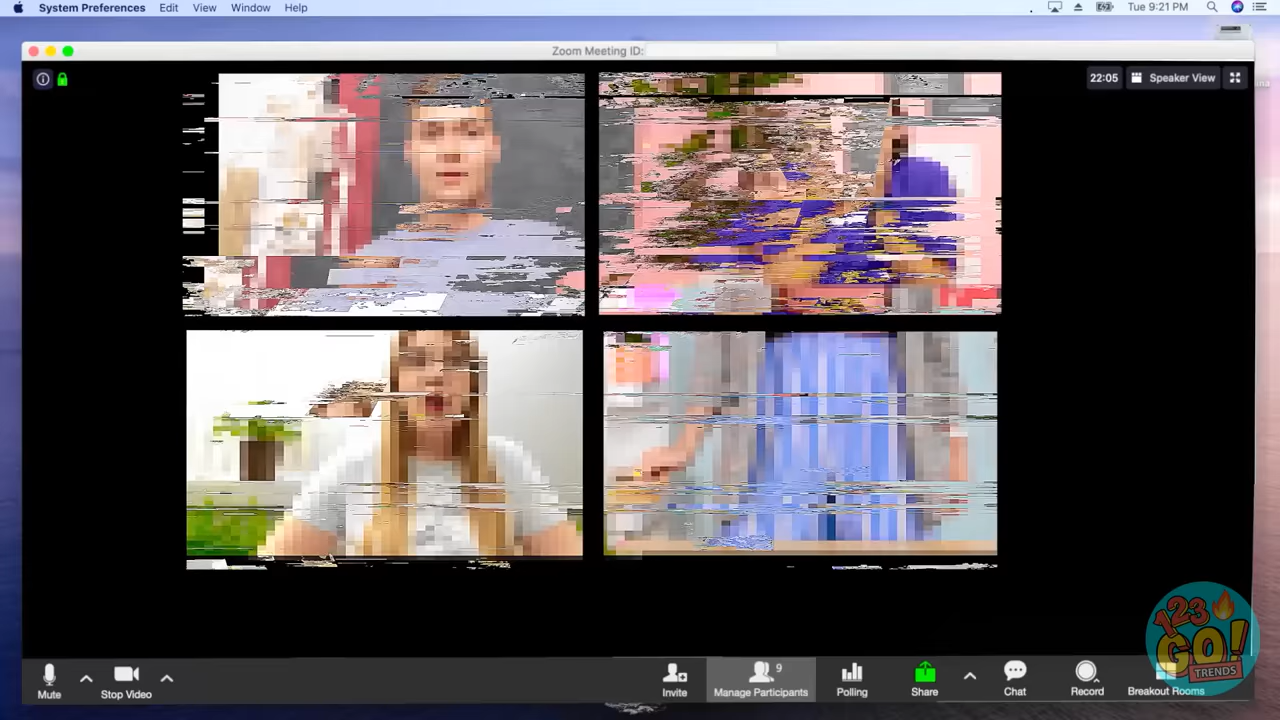 System Preferences Edit View Window Help
Tue 9:21 PM
Zoom Meeting ID:
22:05 Speaker View
9
Mute Stop Video Invite Manage Participants Polling Share Chat Record Breakout Rooms
123
GO!
TRENDS